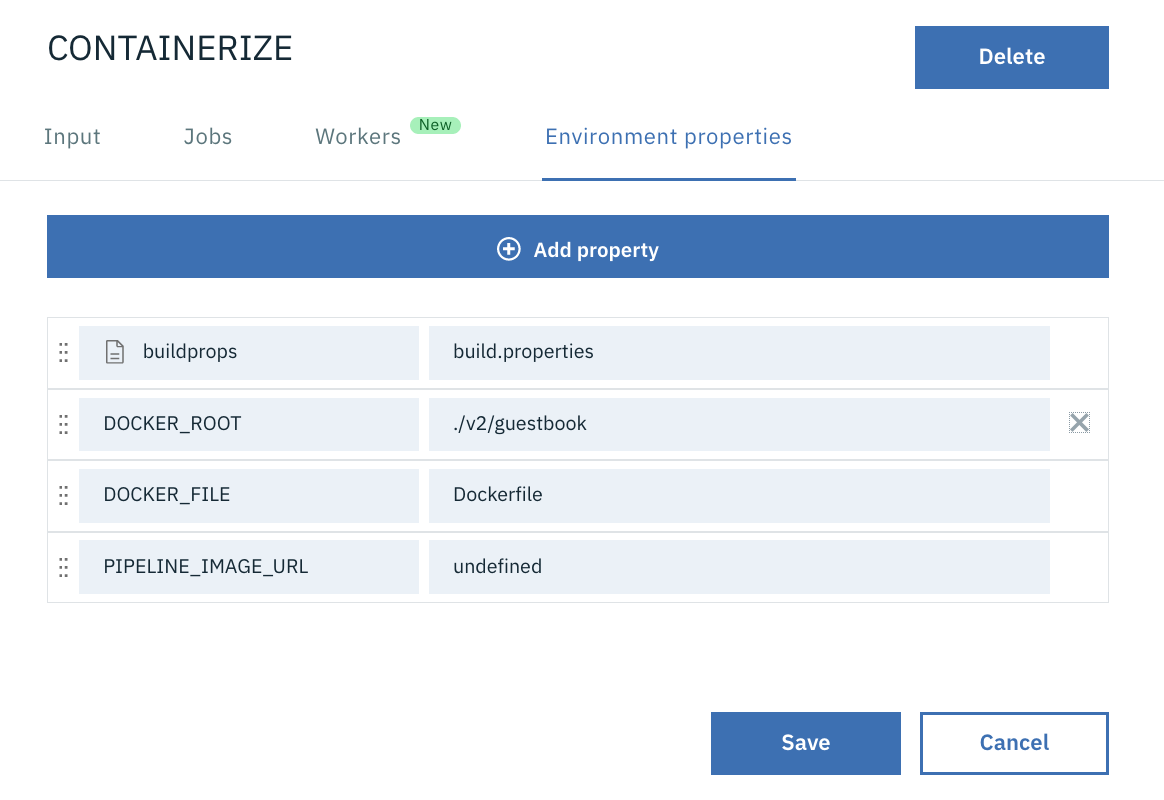 CONTAINERIZE
Delete
Input Jobs Workers New Environment properties
Add property
buildprops build.properties
DOCKER_ROOT ./v2/guestbook
DOCKER_FILE Dockerfile
PIPELINE_IMAGE_URL undefined
Save Cancel